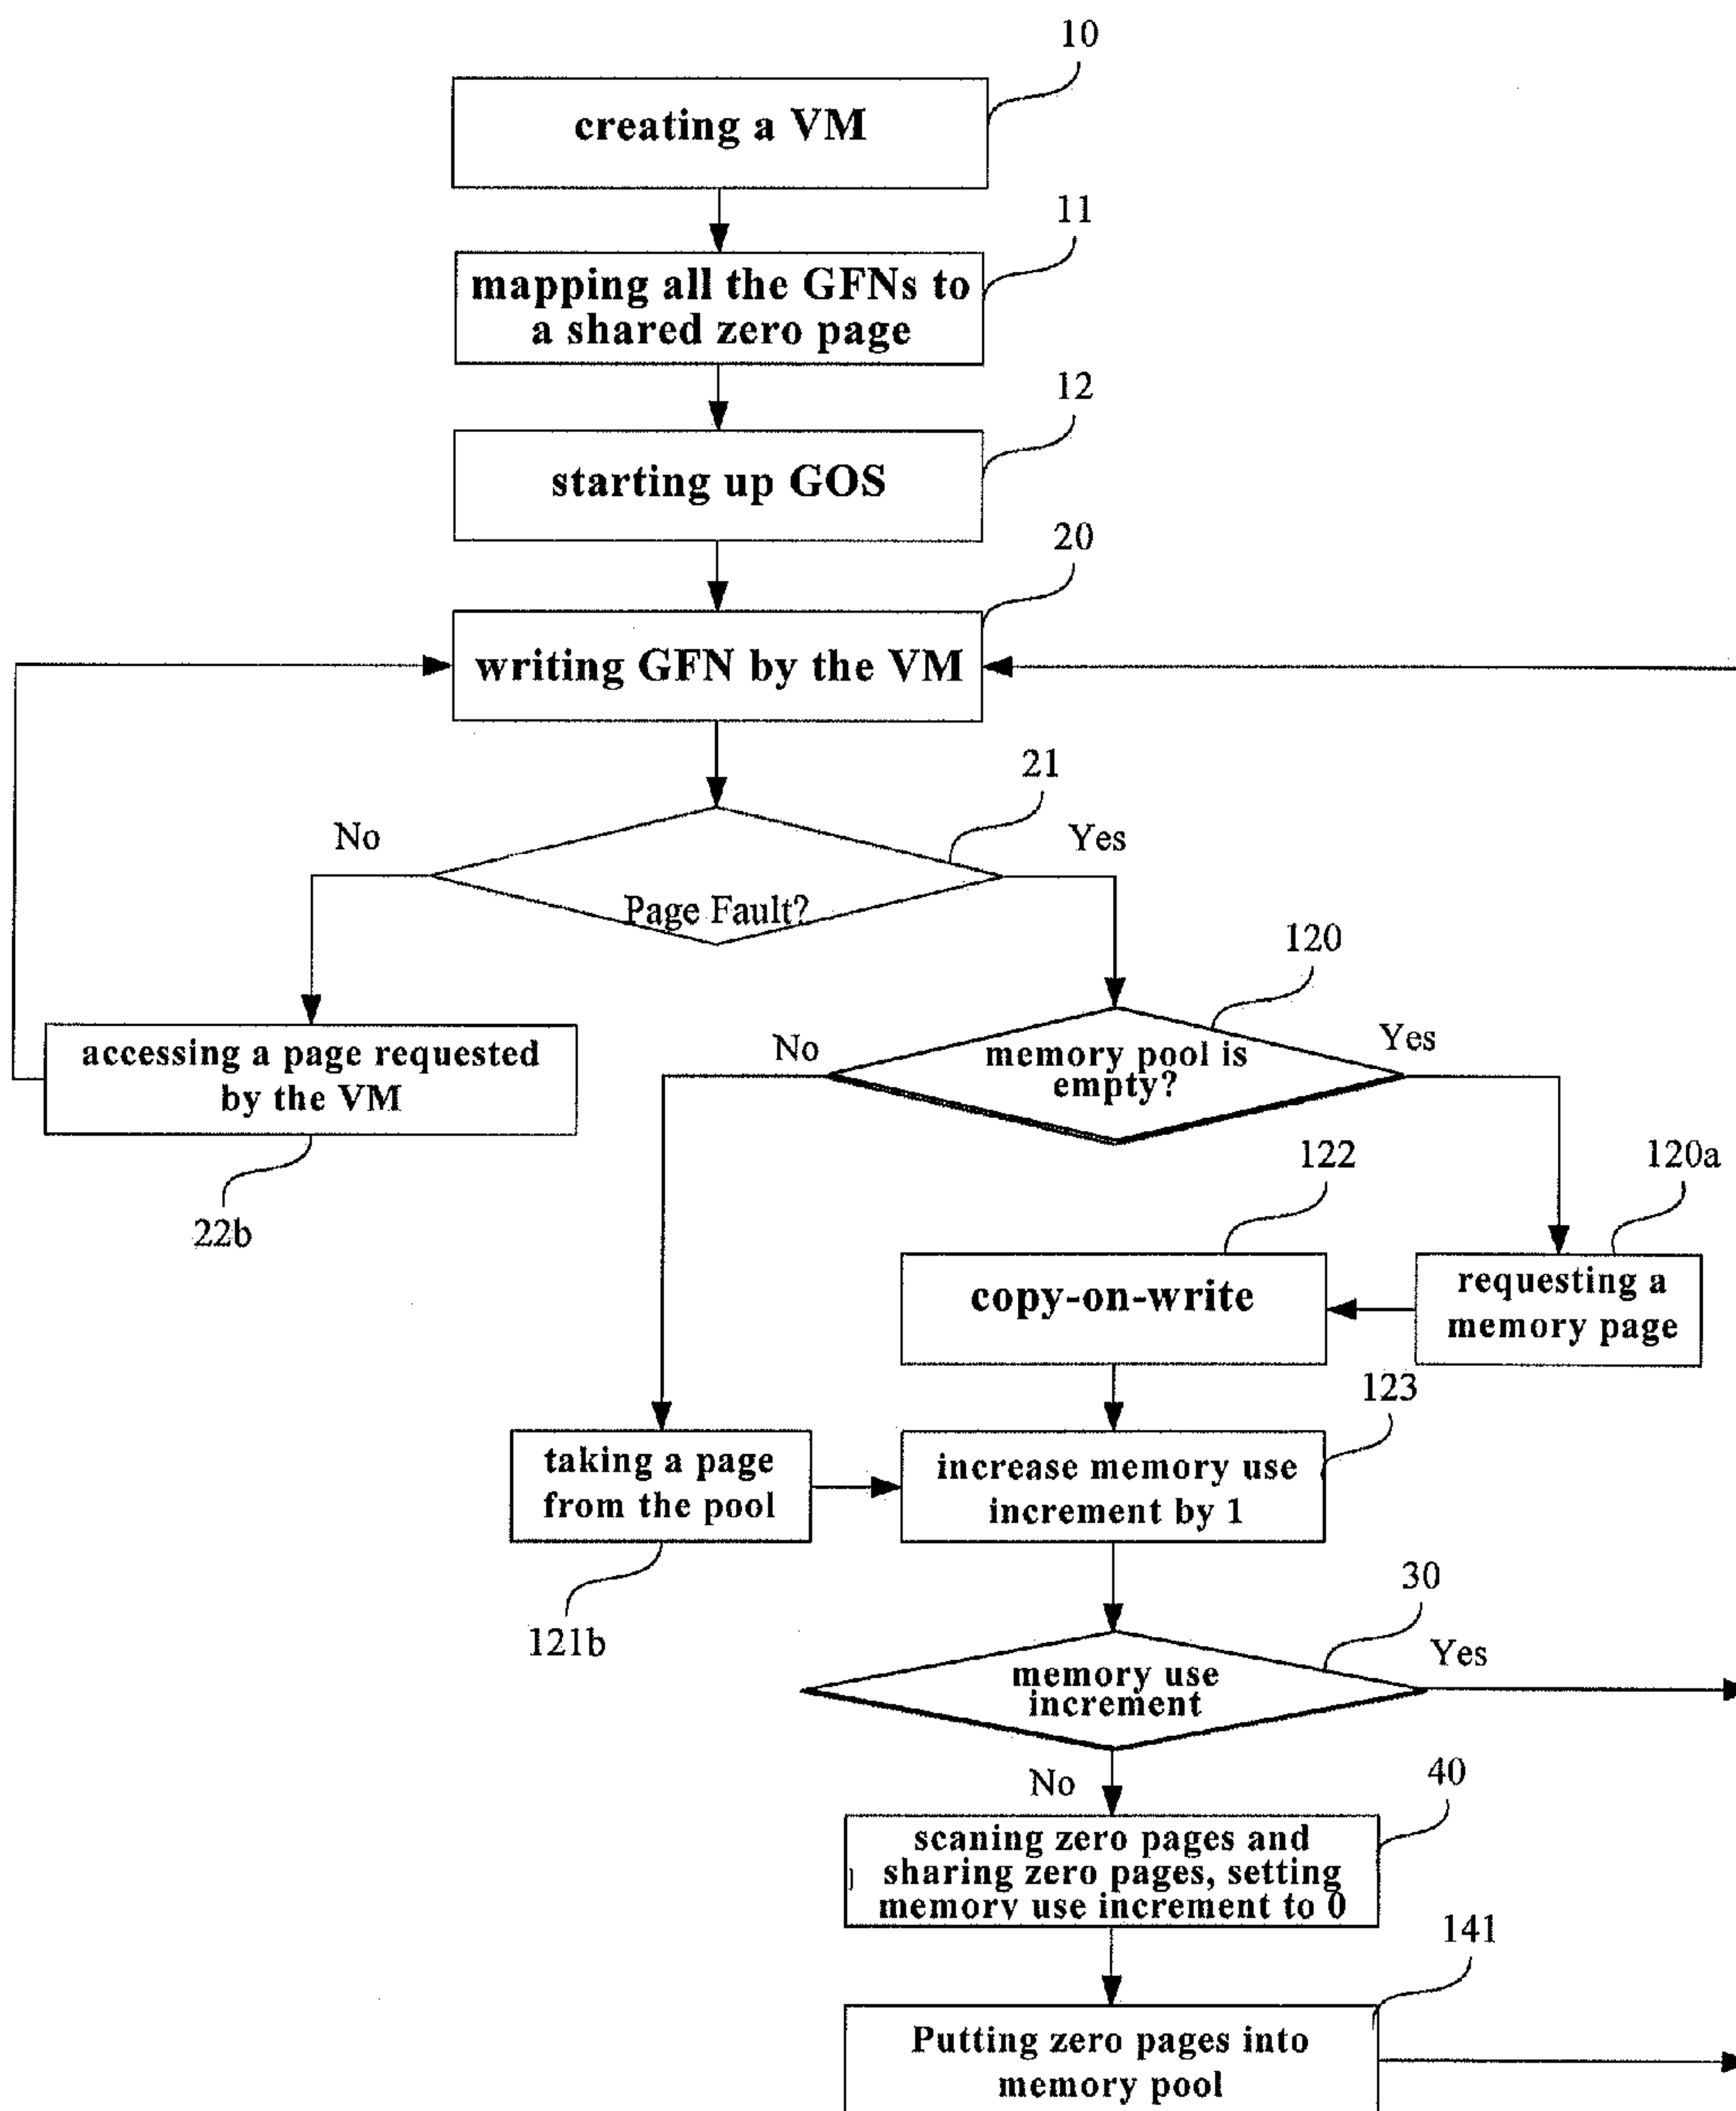 10
creating a VM
11
mapping all the GFNs to
a shared zero page
12
starting up GOS
20
writing GFN by the VM
21
No
Yes
Page Fault?
120
accessing a page requested
by the VM
No
memory pool is
empty?
Yes
22b
122
120a
copy-on-write
requesting a
memory page
123
taking a page
from the pool
increase memory use
increment by 1
121b
30
memory use
increment
Yes
No
40
scaning zero pages and
sharing zero pages, setting
memory use increment to 0
141
Putting zero pages into
memory pool